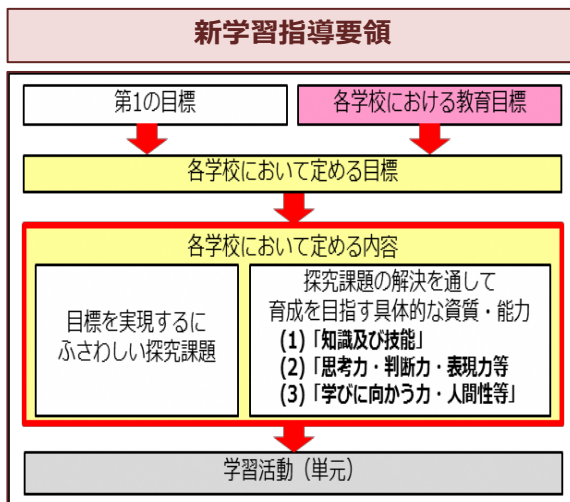 新学習指導要領
第1の目標
各学校における教育目標
各学校において定める目標
各学校において定める内容
目標を実現するに
ふさわしい探究課題
探究課題の解決を通して
育成を目指す具体的な資質・能力
(1)「知識及び技能」
(2)「思考力・判断力・表現力等
(3)「学びに向かう力・人間性等」
学習活動（単元）